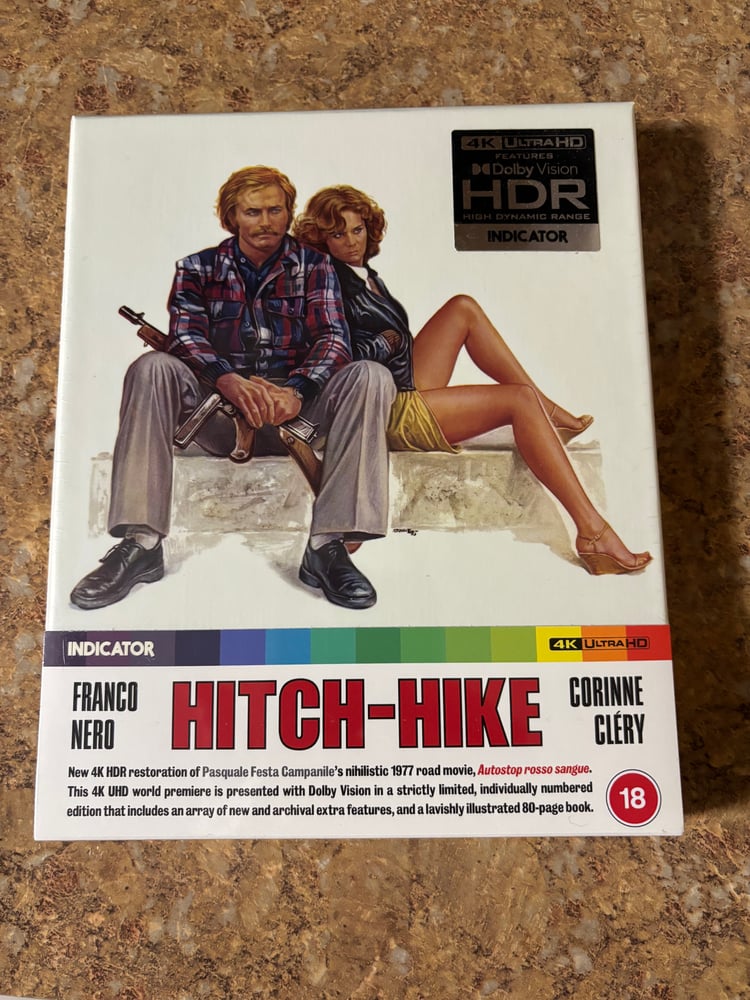 4K ULTRA HD
FEATURES
Dolby Vision
HDR
HIGH DYNAMIC RANGE
INDICATOR
INDICATOR
4K ULTRA HD
FRANCO
NERO
HITCH-HIKE
CORINNE
CLÉRY
New 4K HDR restoration of Pasquale Festa Campanile's nihilistic 1977 road movie, Autostop rosso sangue.
This 4K UHD world premiere is presented with Dolby Vision in a strictly limited, individually numbered
edition that includes an array of new and archival extra features, and a lavishly illustrated 80-page book.
18